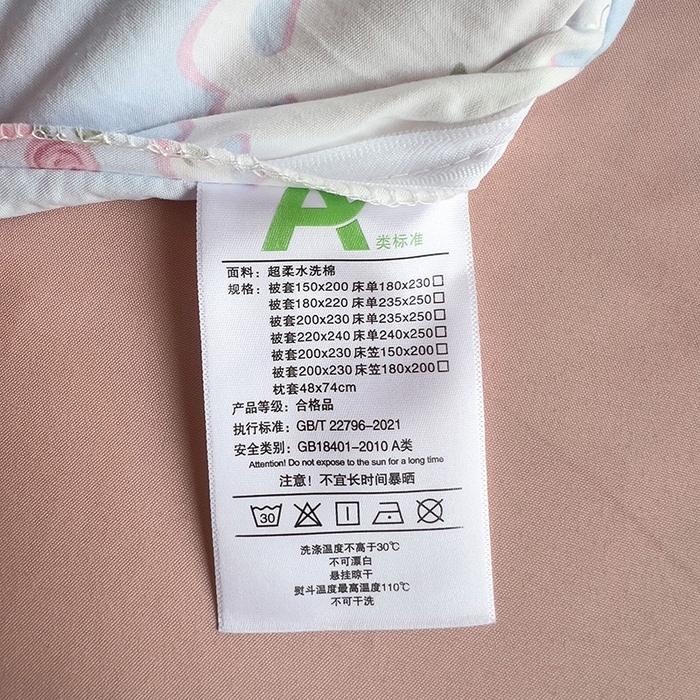 A类标准
面料：超柔水洗棉
规格：被套150x200 床单180x230□
被套180x220 床单235x250□
被套200x230 床单235x250□
被套220x240 床单240x250□
被套200x230 床笠150x200□
被套200x230 床笠180x200□
枕套48x74cm
产品等级：合格品
执行标准：GB/T 22796-2021
安全类别：GB18401-2010 A类
Attention! Do not expose to the sun for a long time
注意！不宜长时间暴晒
30
洗涤温度不高于30℃
不可漂白
悬挂晾干
熨斗温度最高温度110℃
不可干洗